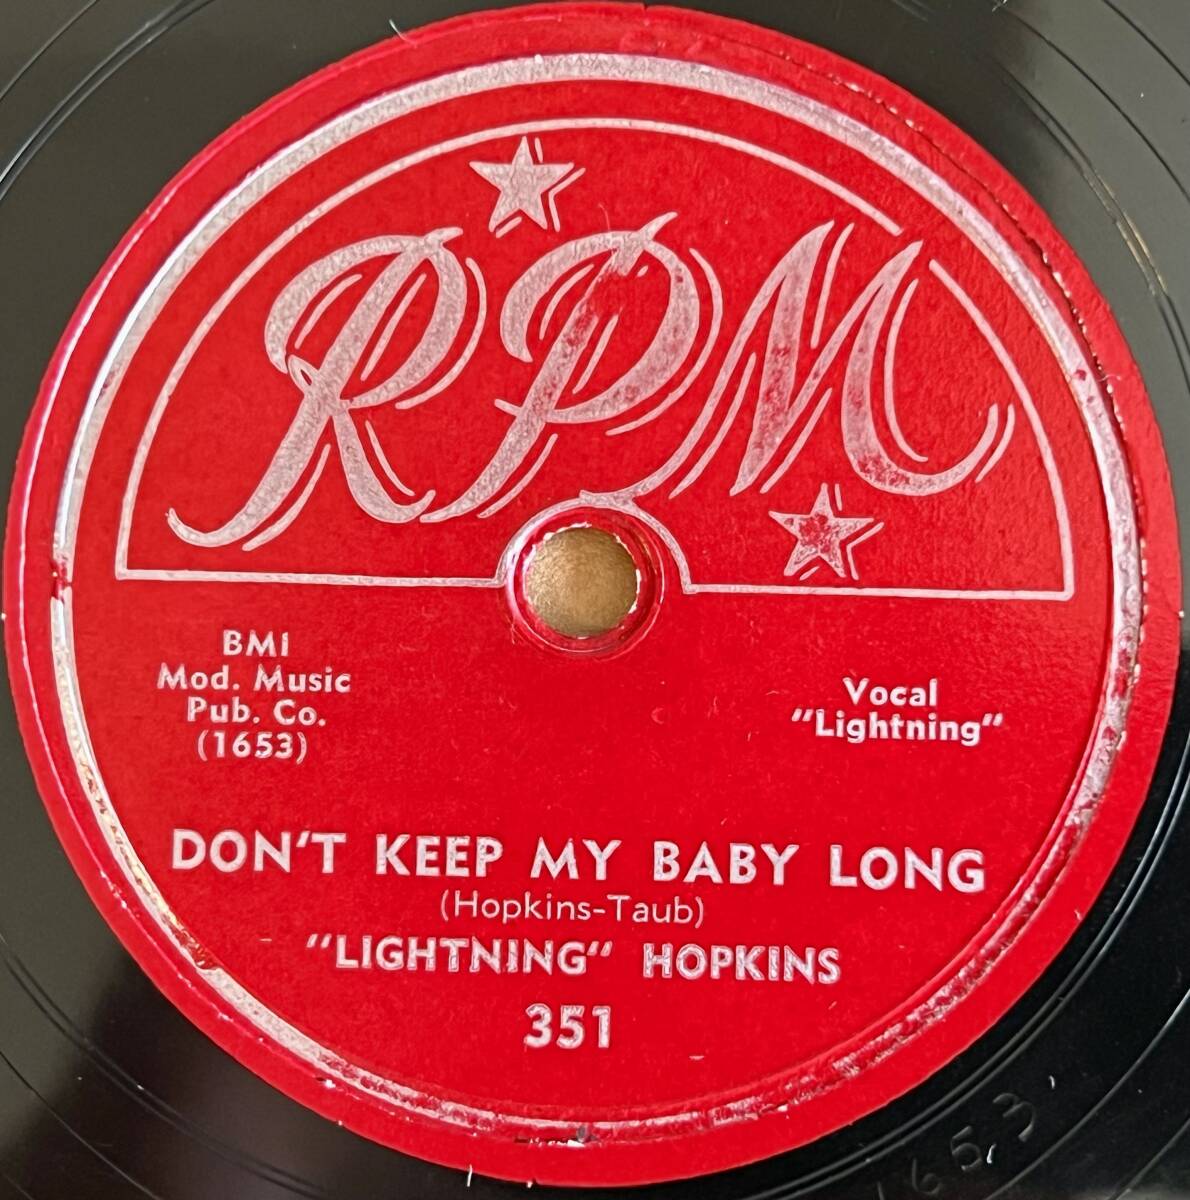 RPM
BMI
Mod. Music
Pub. Co.
(1653)
Vocal
"Lightning"
DON'T KEEP MY BABY LONG
(Hopkins-Taub)
"LIGHTNING" HOPKINS
351